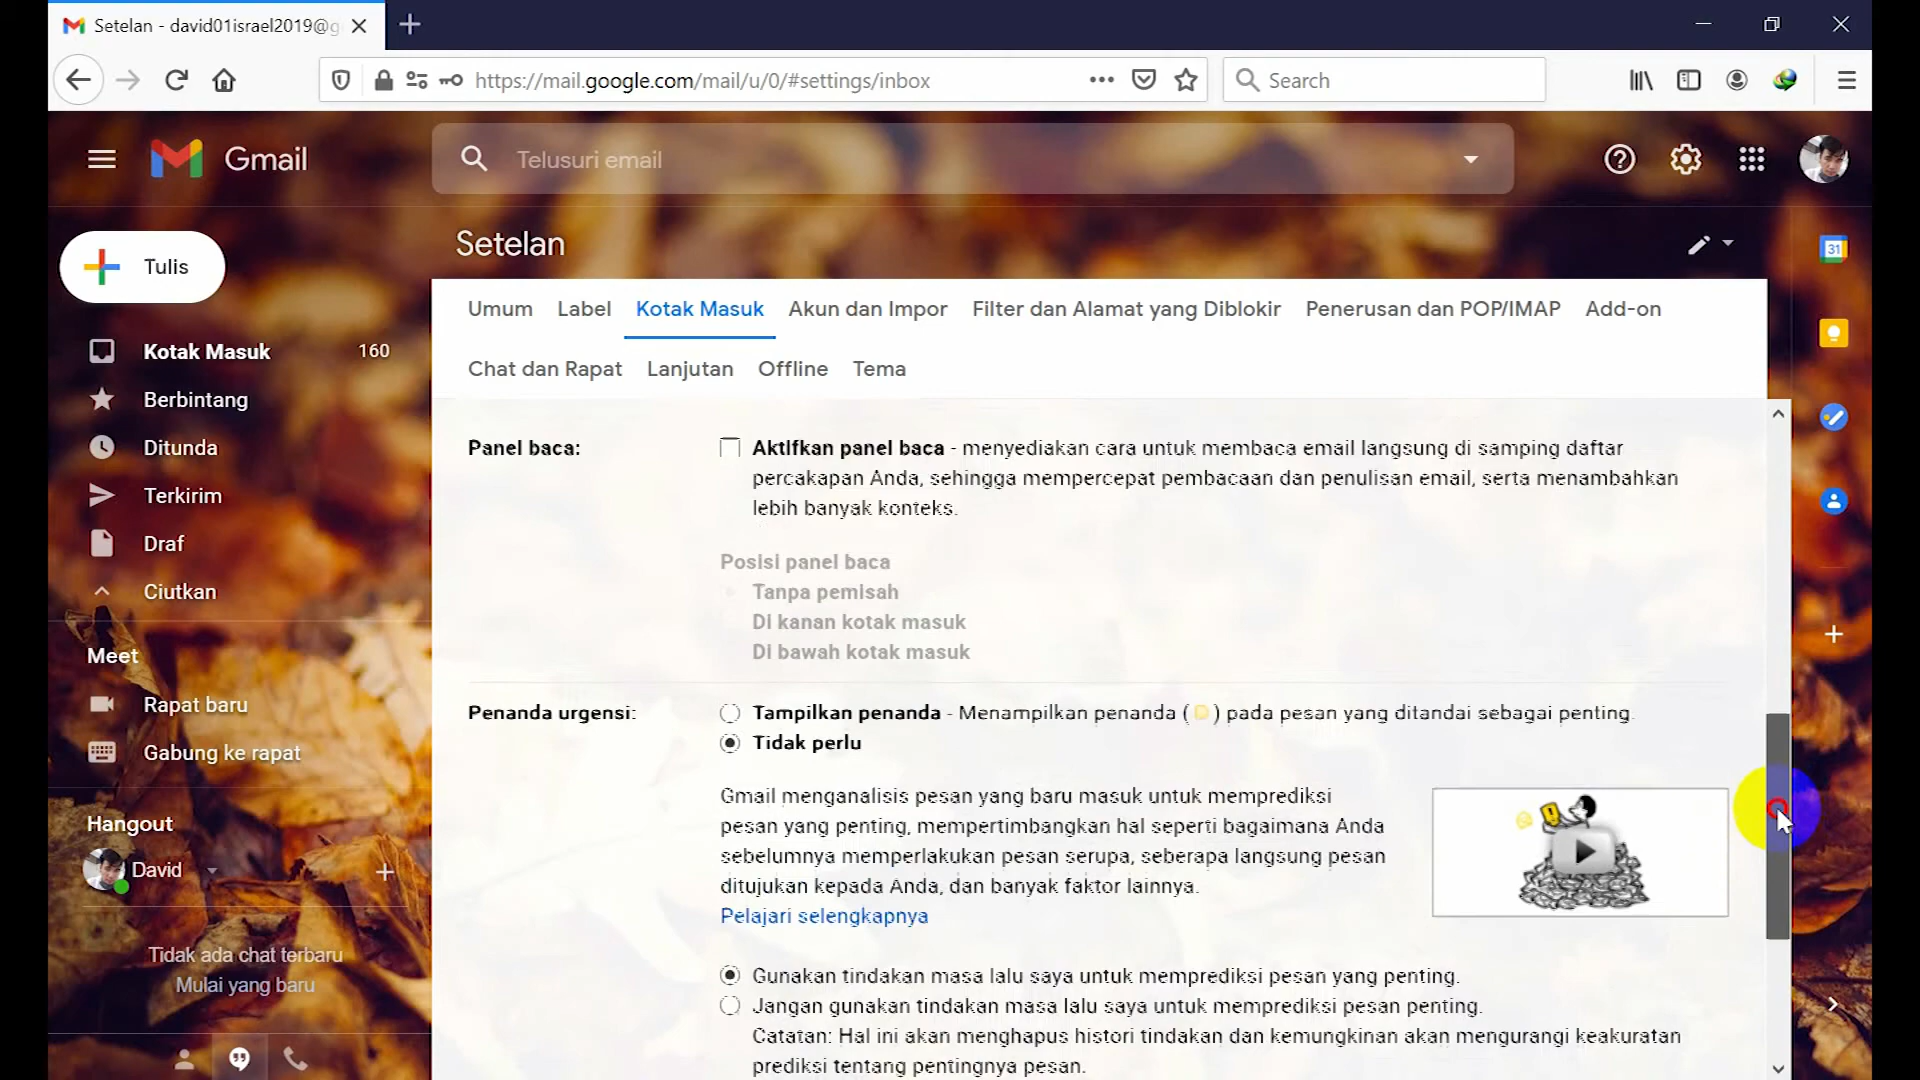 Setelan - david01israel2019@g
https://mail.google.com/mail/u/0/#settings/inbox
Search
Gmail
Telusuri email
Setelan
Tulis
Umum
Label
Kotak Masuk
Akun dan Impor
Filter dan Alamat yang Diblokir
Penerusan dan POP/IMAP
Add-on
Chat dan Rapat
Lanjutan
Offline
Tema
Kotak Masuk 160
Berbintang
Ditunda
Terkirim
Draf
Ciutkan
Meet
Rapat baru
Gabung ke rapat
Hangout
David
Tidak ada chat terbaru
Mulai yang baru
Panel baca:
Aktifkan panel baca - menyediakan cara untuk membaca email langsung di samping daftar
percakapan Anda, sehingga mempercepat pembacaan dan penulisan email, serta menambahkan
lebih banyak konteks.
Posisi panel baca
Tanpa pemisah
Di kanan kotak masuk
Di bawah kotak masuk
Penanda urgensi:
Tampilkan penanda - Menampilkan penanda ( ) pada pesan yang ditandai sebagai penting.
Tidak perlu
Gmail menganalisis pesan yang baru masuk untuk memprediksi
pesan yang penting, mempertimbangkan hal seperti bagaimana Anda
sebelumnya memperlakukan pesan serupa, seberapa langsung pesan
ditujukan kepada Anda, dan banyak faktor lainnya.
Pelajari selengkapnya
Gunakan tindakan masa lalu saya untuk memprediksi pesan yang penting.
Jangan gunakan tindakan masa lalu saya untuk memprediksi pesan penting.
Catatan: Hal ini akan menghapus histori tindakan dan kemungkinan akan mengurangi keakuratan
prediksi tentang pentingnya pesan.
31